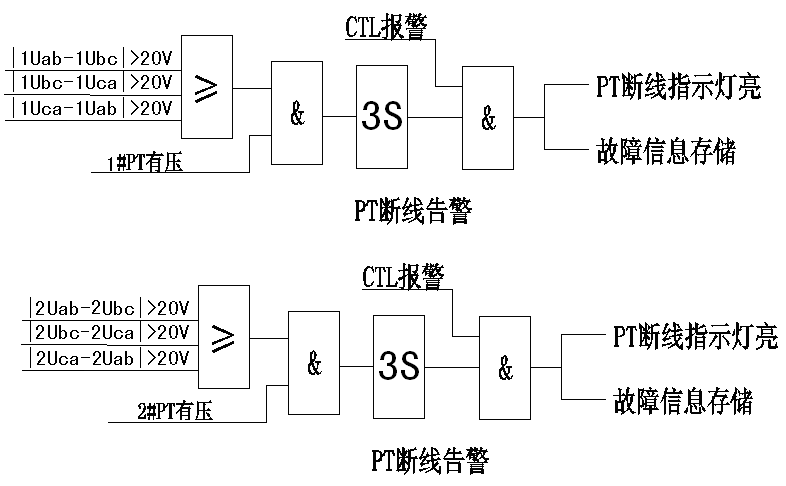 CTL报警
|1Uab-1Ubc|>20V
|1Ubc-1Uca|>20V
|1Uca-1Uab|>20V
≥
&
3S
&
PT断线指示灯亮
故障信息存储
1#PT有压
PT断线告警
CTL报警
|2Uab-2Ubc|>20V
|2Ubc-2Uca|>20V
|2Uca-2Uab|>20V
≥
&
3S
&
PT断线指示灯亮
故障信息存储
2#PT有压
PT断线告警